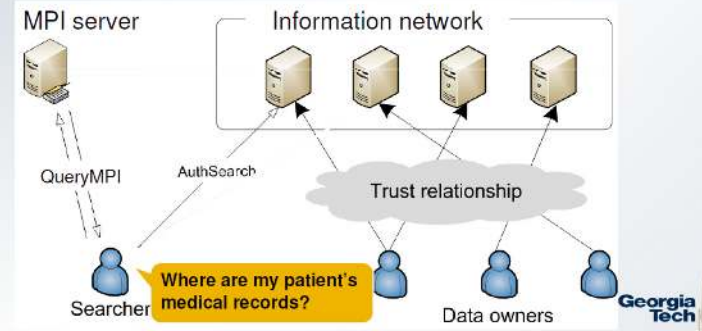 MPI server
Information network
QueryMPI
AuthSearch
Trust relationship
Where are my patient's
medical records?
Searcher
Data owners
Georgia
Tech